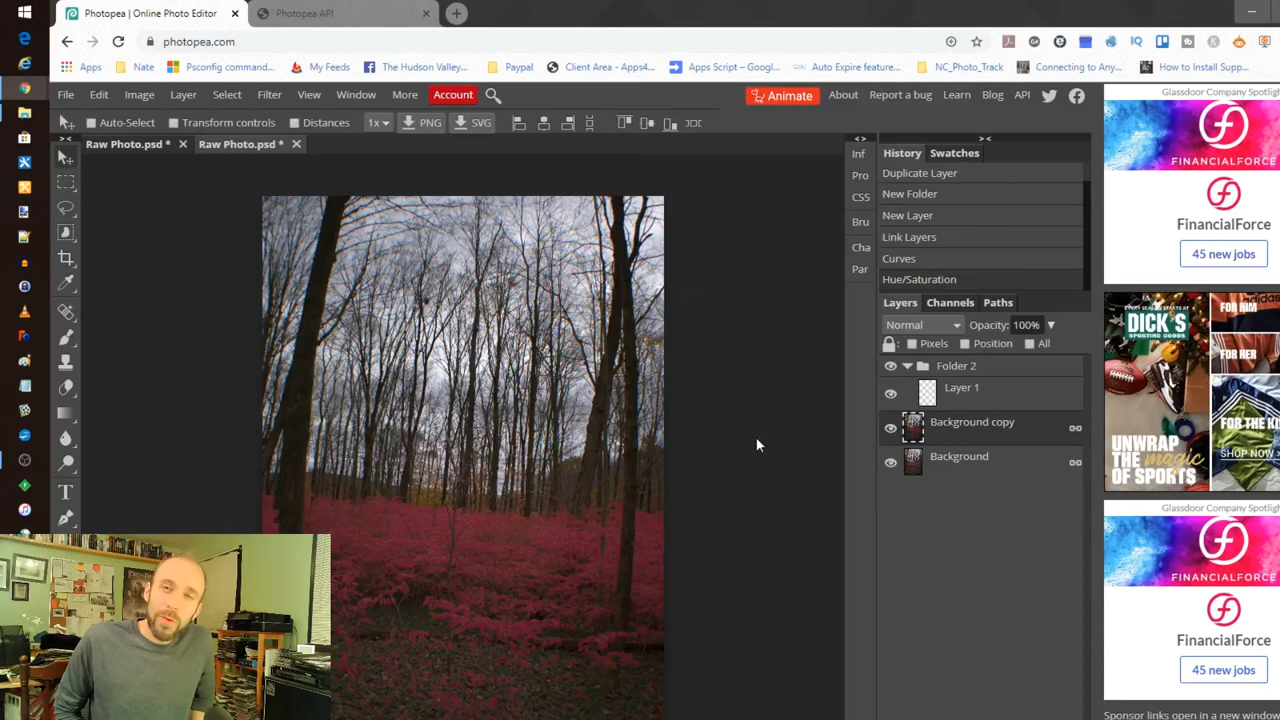 Photopea | Online Photo Editor
Photopea API
photopea.com
Apps
Nate
Psconfig command...
My Feeds
The Hudson Valley...
Paypal
Client Area - Apps4...
Apps Script – Googl...
Auto Expire feature...
NC_Photo_Track
Connecting to Any...
How to Install Supp...
File Edit Image Layer Select Filter View Window More Account
Animate About Report a bug Learn Blog API
Auto-Select Transform controls Distances 1x PNG SVG
Raw Photo.psd *
Raw Photo.psd *
Inf
Pro
CSS
Bru
Cha
Par
History Swatches
Duplicate Layer
New Folder
New Layer
Link Layers
Curves
Hue/Saturation
Layers Channels Paths
Normal Opacity: 100%
Pixels Position All
Folder 2
Layer 1
Background copy
Background
Glassdoor Company Spotlig
FINANCIALFORCE
FinancialForce
45 new jobs
DICK'S
SPORTING GOODS
FOR HIM
FOR HER
FOR THE K
SHOP NOW
UNWRAP
THE magic
OF SPORTS
Glassdoor Company Spotlig
FINANCIALFORCE
FinancialForce
45 new jobs
Sponsor links open in a new window